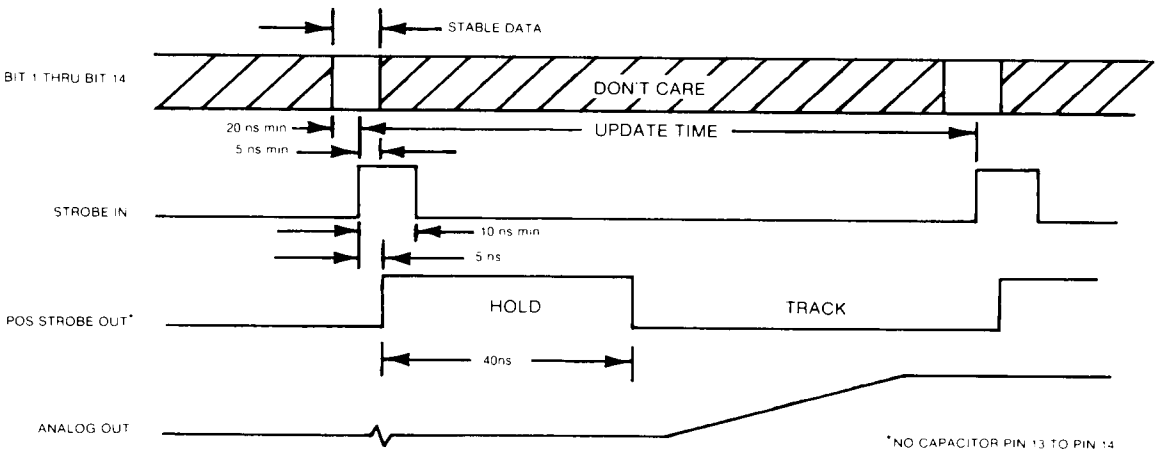 STABLE DATA
BIT 1 THRU BIT 14
DON'T CARE
20 ns min
UPDATE TIME
5 ns min
STROBE IN
10 ns min
5 ns
HOLD
TRACK
POS STROBE OUT*
40ns
ANALOG OUT
*NO CAPACITOR PIN 13 TO PIN 14